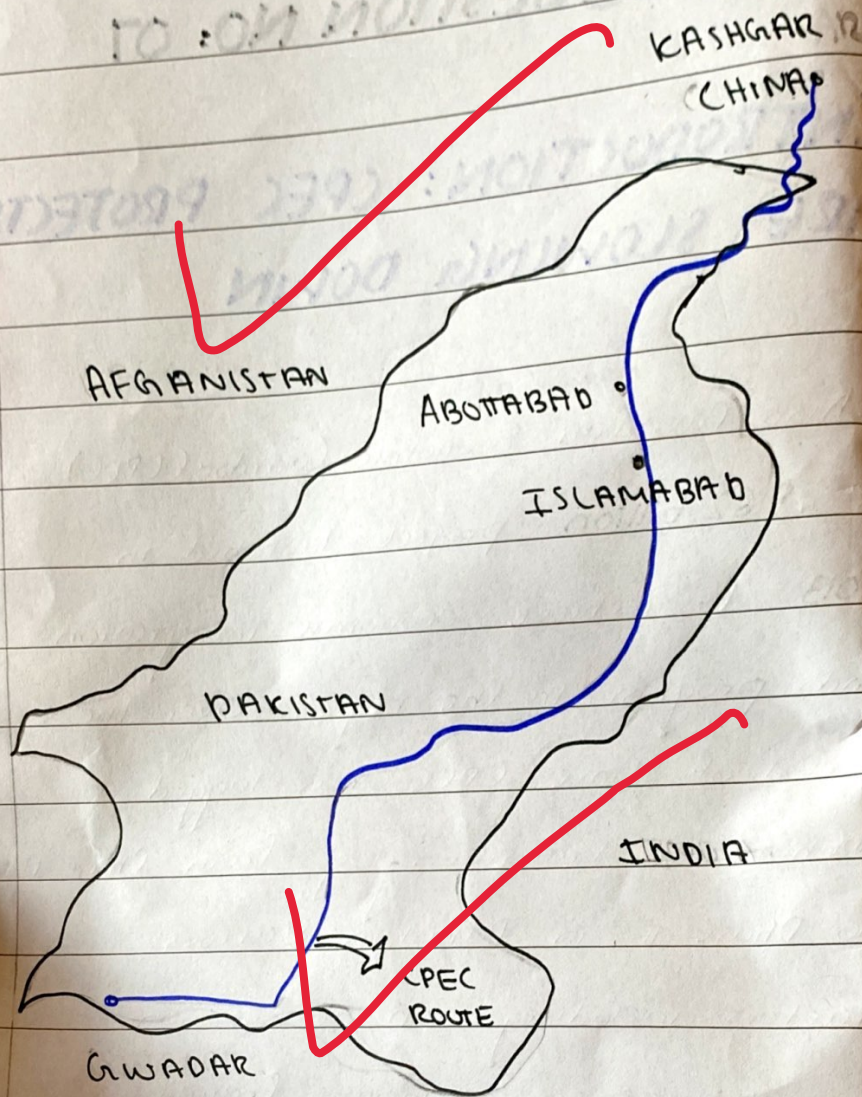 KASHGAR
CHINA
AFGANISTAN
ABOTTABAD
ISLAMABAD
PAKISTAN
INDIA
CPEC
ROUTE
GWADAR